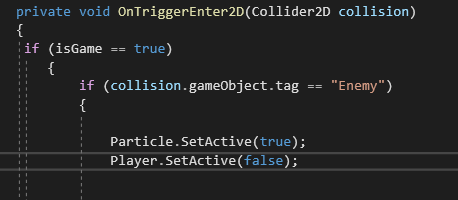 private void OnTriggerEnter2D(Collider2D collision)
{
if (isGame == true)
{
if (collision.gameObject.tag == "Enemy")
{
Particle.SetActive(true);
Player.SetActive(false);